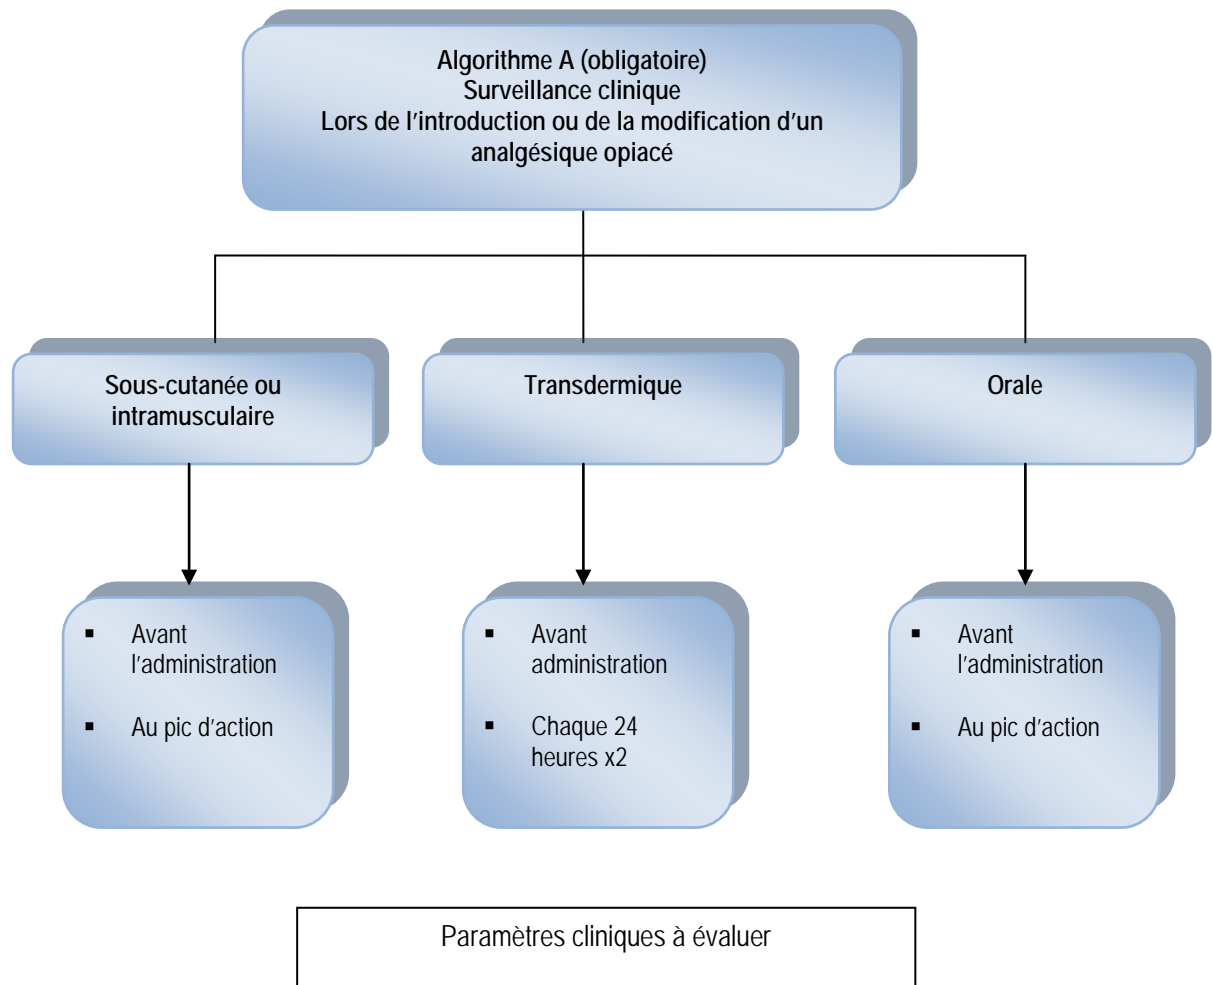 Algorithme A (obligatoire)
Surveillance clinique
Lors de l'introduction ou de la modification d'un
analgésique opiacé
Sous-cutanée ou
intramusculaire
Transdermique
Orale
▪ Avant
l'administration
▪ Au pic d'action
▪ Avant
administration
▪ Chaque 24
heures x2
▪ Avant
l'administration
▪ Au pic d'action
Paramètres cliniques à évaluer